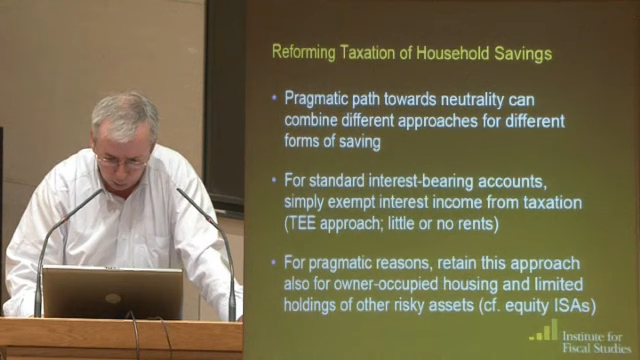 Reforming Taxation of Household Savings
• Pragmatic path towards neutrality can
combine different approaches for different
forms of saving
• For standard interest-bearing accounts,
simply exempt interest income from taxation
(TEE approach; little or no rents)
• For pragmatic reasons, retain this approach
also for owner-occupied housing and limited
holdings of other risky assets (cf. equity ISAs)
Institute for
Fiscal Studies